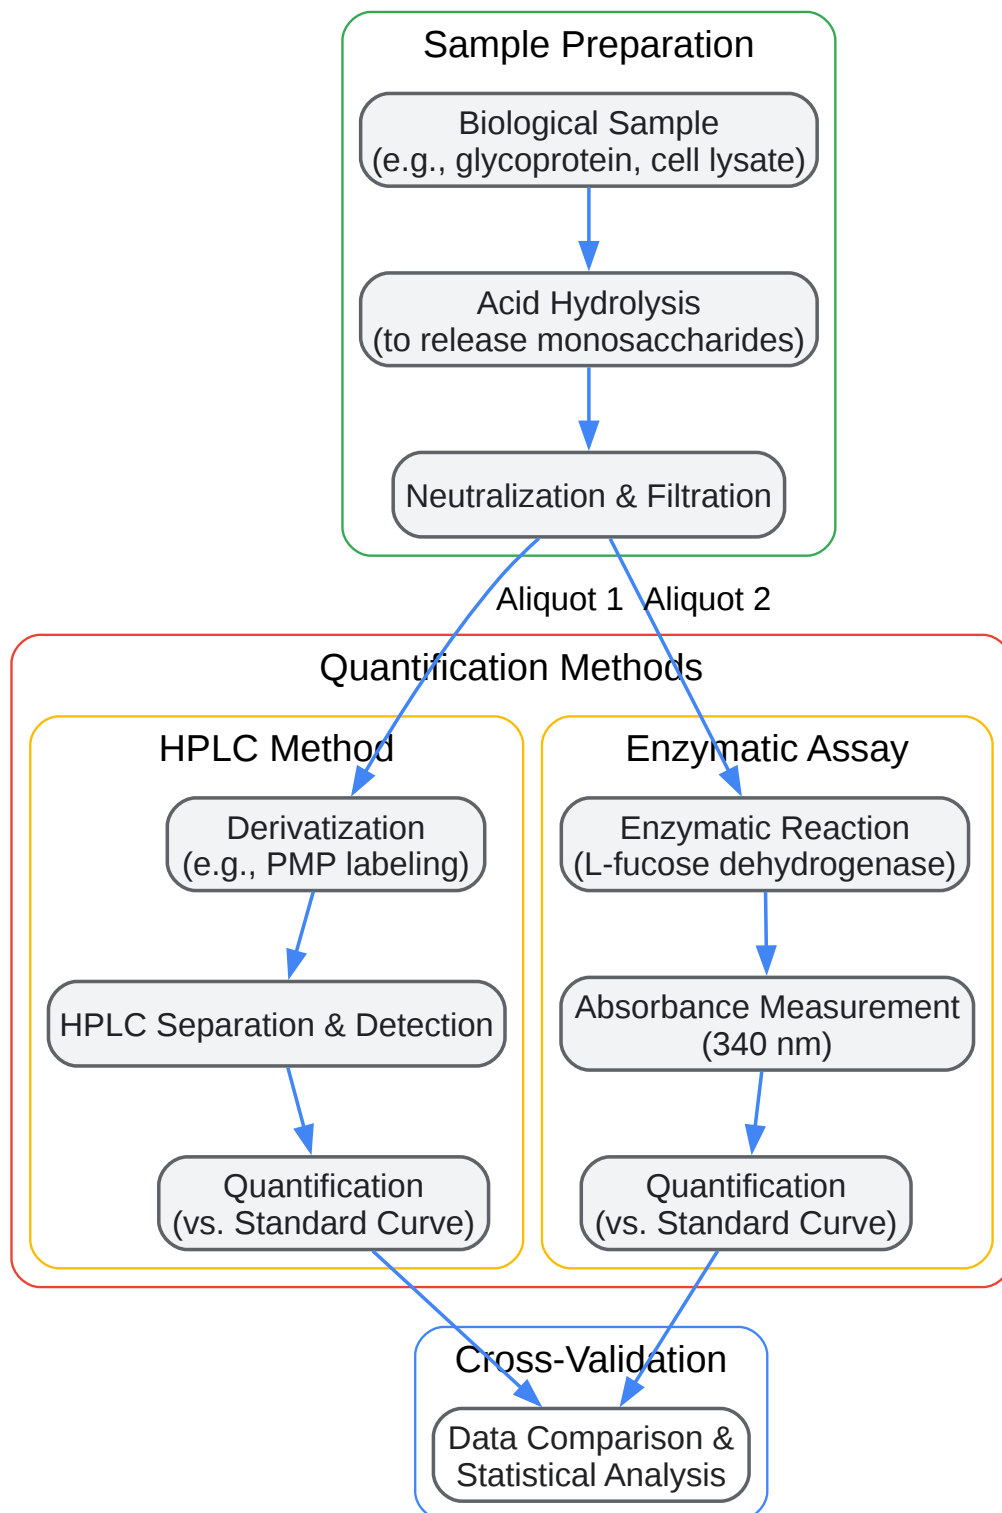 Sample Preparation
Biological Sample
(e.g., glycoprotein, cell lysate)
Acid Hydrolysis
(to release monosaccharides)
Neutralization & Filtration
Aliquot 1
Aliquot 2
Quantification Methods
HPLC Method
Derivatization
(e.g., PMP labeling)
HPLC Separation & Detection
Quantification
(vs. Standard Curve)
Enzymatic Assay
Enzymatic Reaction
(L-fucose dehydrogenase)
Absorbance Measurement
(340 nm)
Quantification
(vs. Standard Curve)
Cross-Validation
Data Comparison &
Statistical Analysis